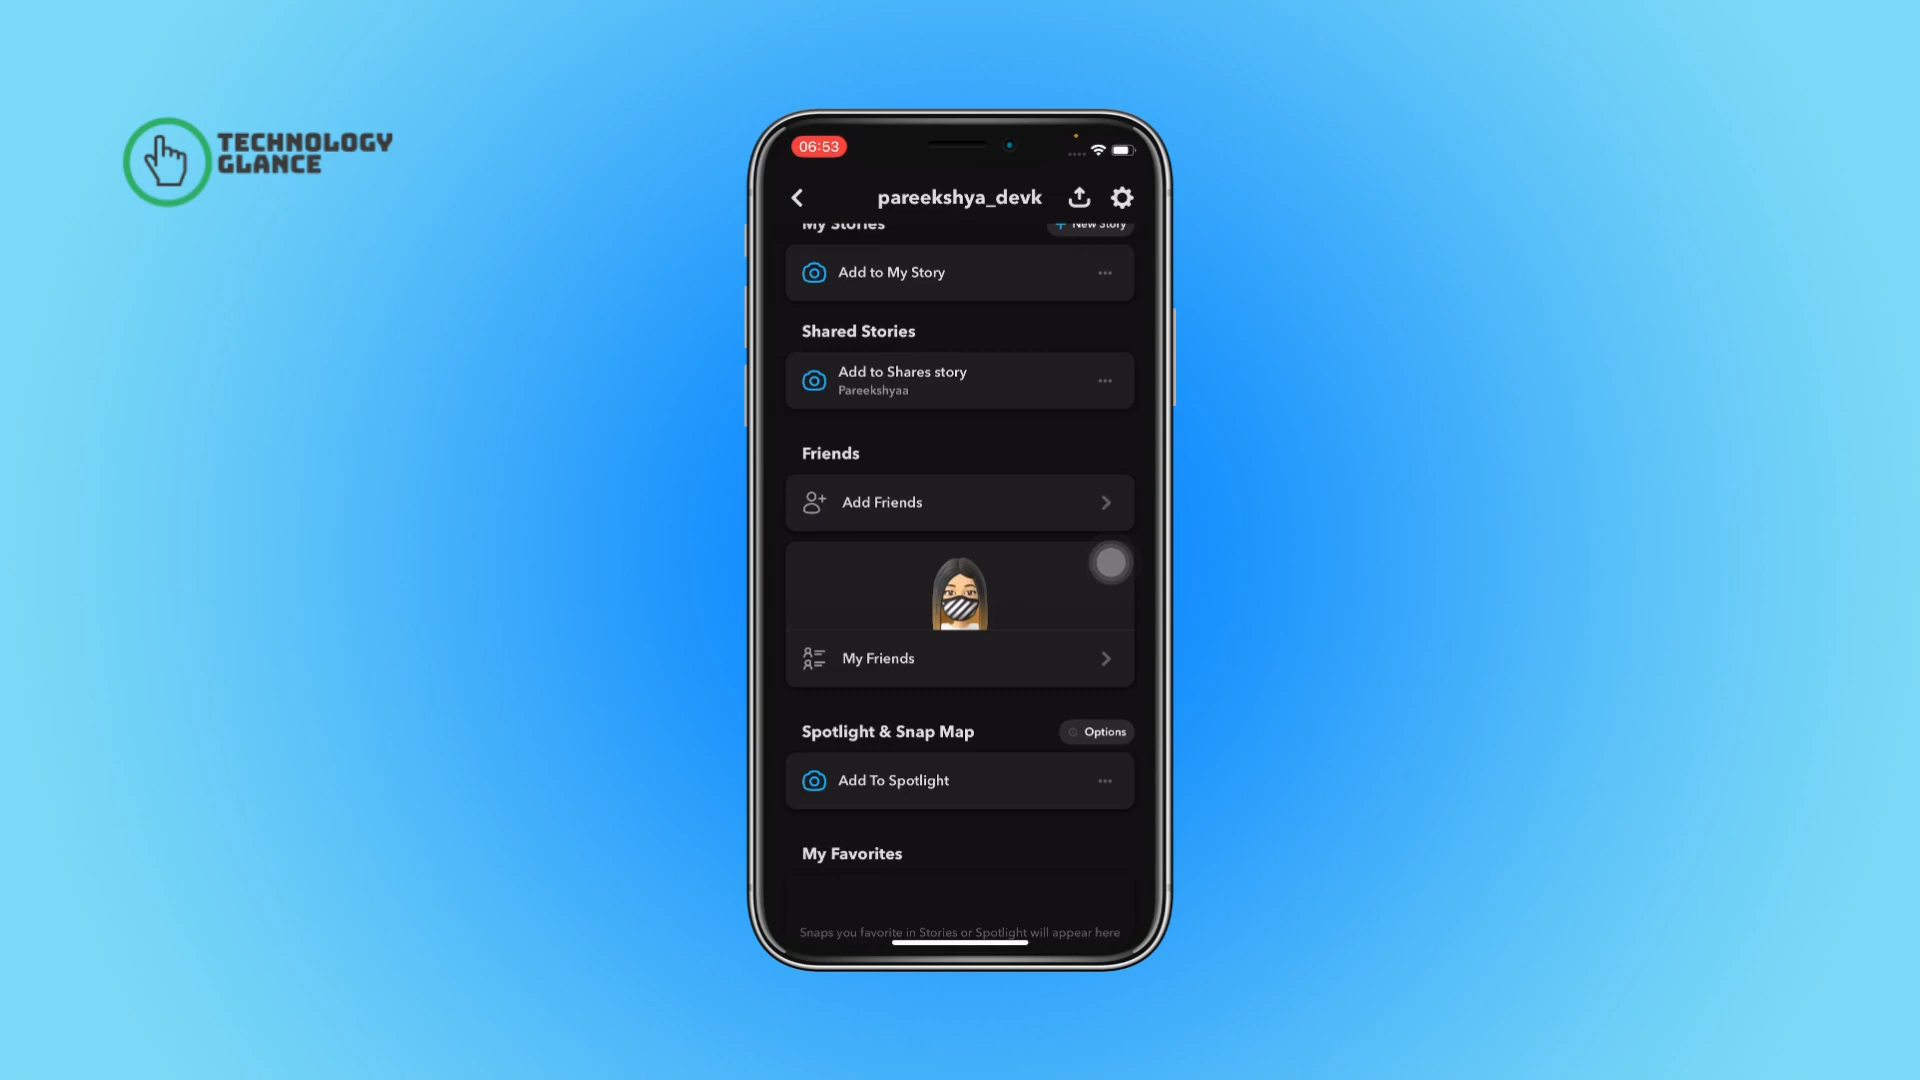 TECHNOLOGY
GLANCE
06:53
pareekshya_devk
My Stories
+ New Story
Add to My Story
Shared Stories
Add to Shares story
Pareekshyaa
Friends
Add Friends
My Friends
Spotlight & Snap Map
Options
Add To Spotlight
My Favorites
Snaps you favorite in Stories or Spotlight will appear here